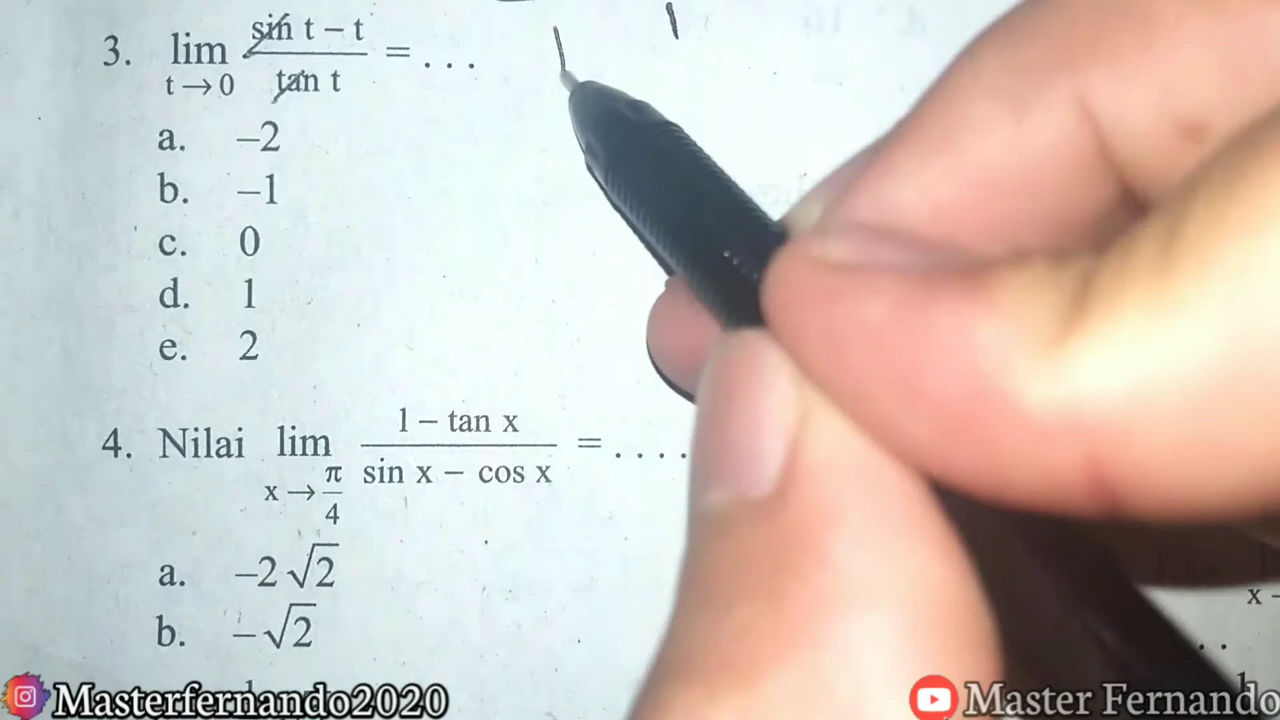 3. lim t→0 (sin t – t)/(tan t) = . . .
a. –2
b. –1
c. 0
d. 1
e. 2
4. Nilai lim x→π/4 (1 – tan x)/(sin x – cos x) = . . . .
a. –2√2
b. –√2
x –
Masterfernando2020
Master Fernando